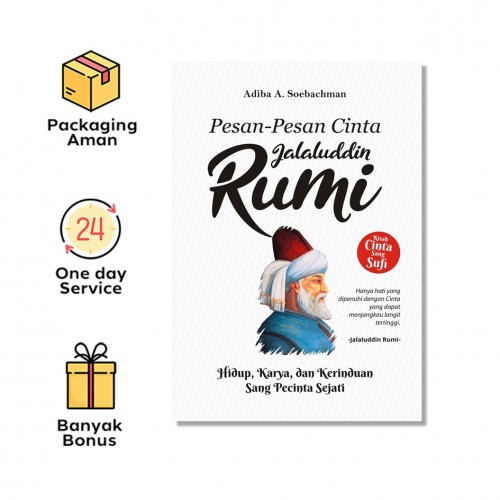 Packaging
Aman
24
One day
Service
Banyak
Bonus
Adiba A. Soebachman
Pesan-Pesan Cinta
Jalaluddin
Rumi
Kisah
Cinta
Sang
Sufi
Hanya hati yang
dipenuhi dengan Cinta
yang dapat
menjangkau langit
tertinggi.
-Jalaluddin Rumi-
Hidup, Karya, dan Kerinduan
Sang Pecinta Sejati